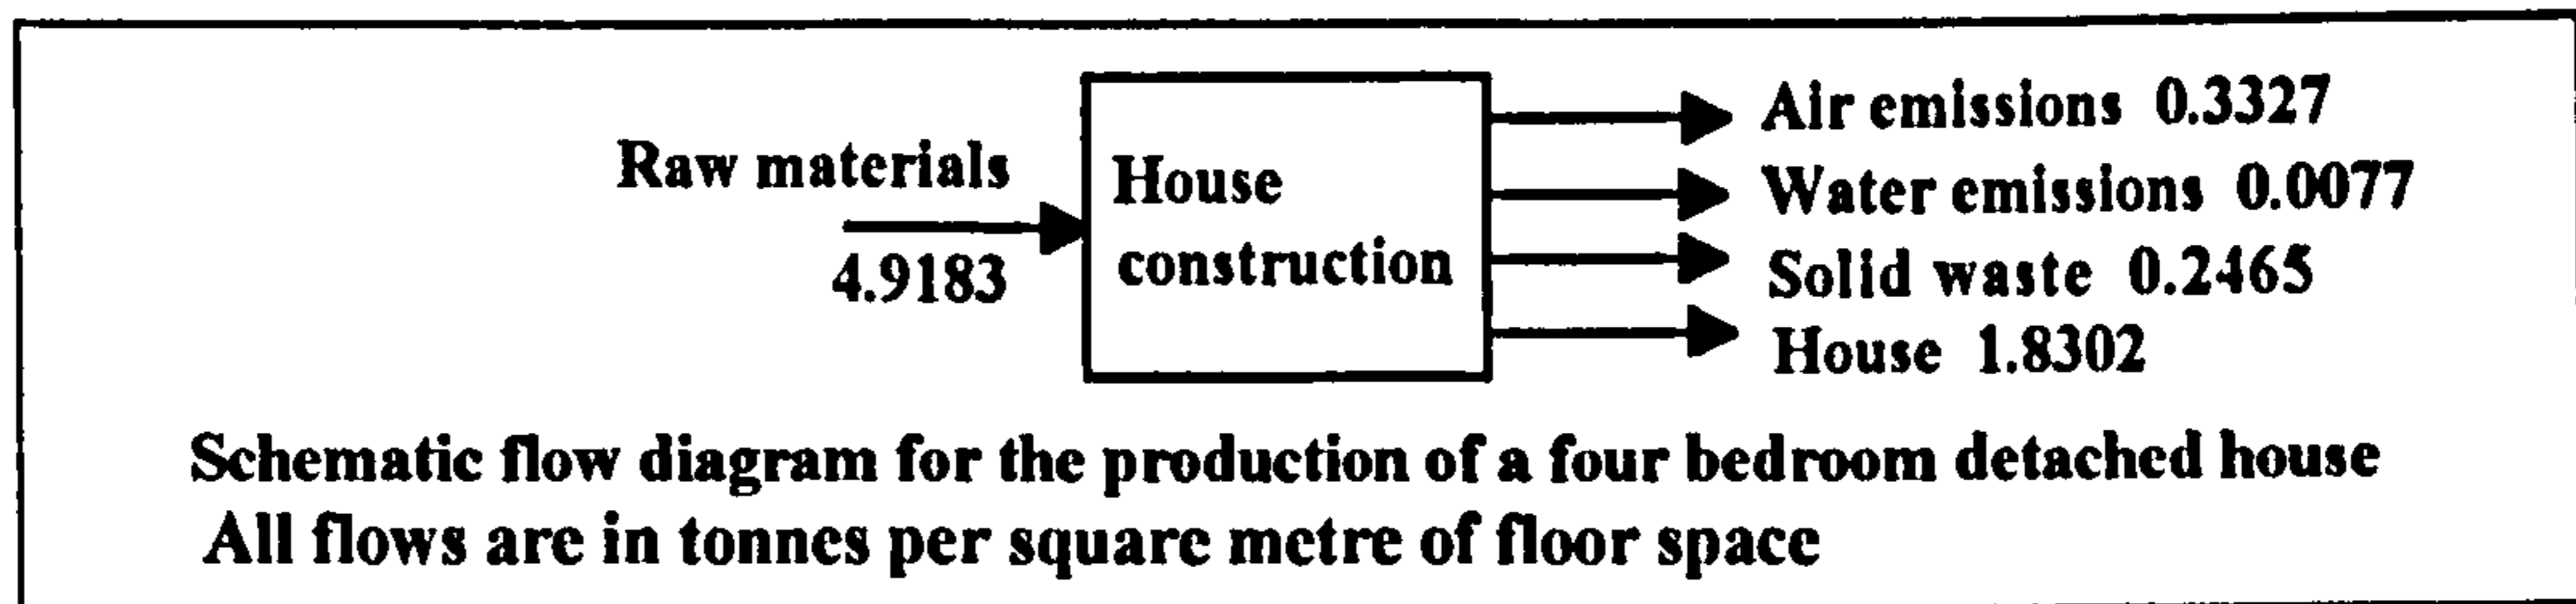 Raw materials
4.9183
House
construction
Air emissions 0.3327
Water emissions 0.0077
Solid waste 0.2465
House 1.8302
Schematic flow diagram for the production of a four bedroom detached house
All flows are in tonnes per square metre of floor space